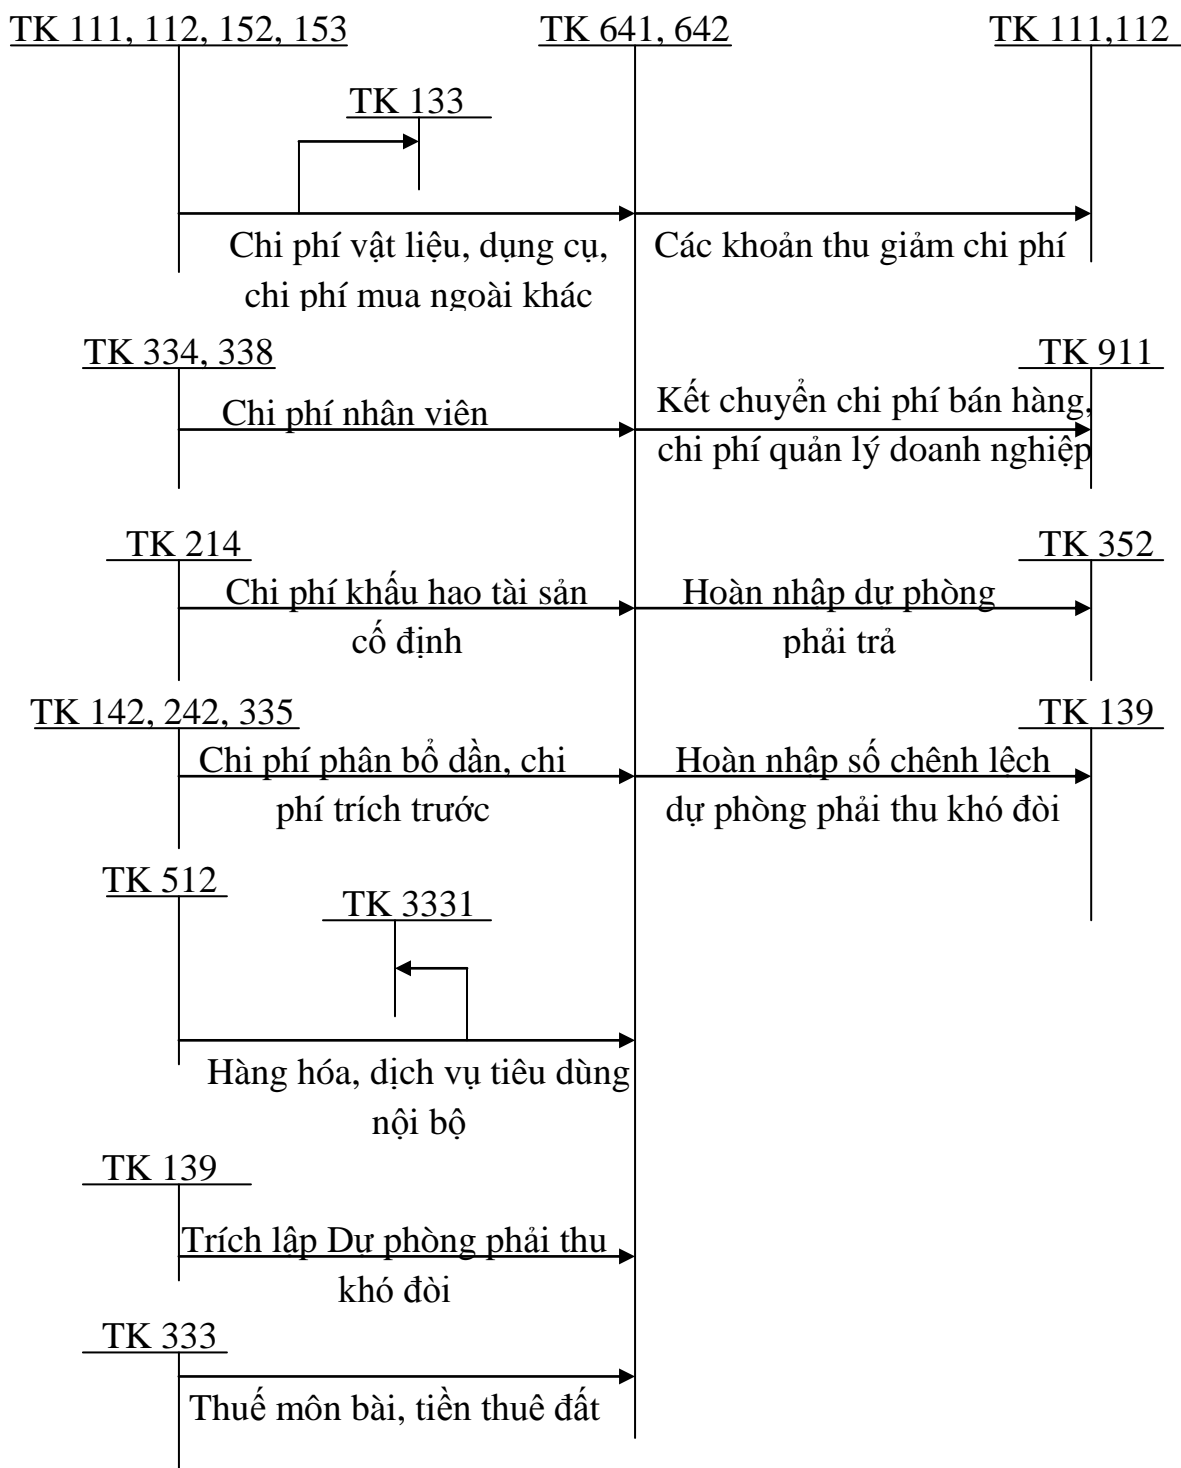 TK 111, 112, 152, 153
TK 641, 642
TK 111,112
TK 133
Chi phí vật liệu, dụng cụ,
chi phí mua ngoài khác
Các khoản thu giảm chi phí
TK 334, 338
TK 911
Chi phí nhân viên
Kết chuyển chi phí bán hàng,
chi phí quản lý doanh nghiệp
TK 214
TK 352
Chi phí khấu hao tài sản
cố định
Hoàn nhập dự phòng
phải trả
TK 142, 242, 335
TK 139
Chi phí phân bổ dần, chi
phí trích trước
Hoàn nhập số chênh lệch
dự phòng phải thu khó đòi
TK 512
TK 3331
Hàng hóa, dịch vụ tiêu dùng
nội bộ
TK 139
Trích lập Dự phòng phải thu
khó đòi
TK 333
Thuế môn bài, tiền thuê đất